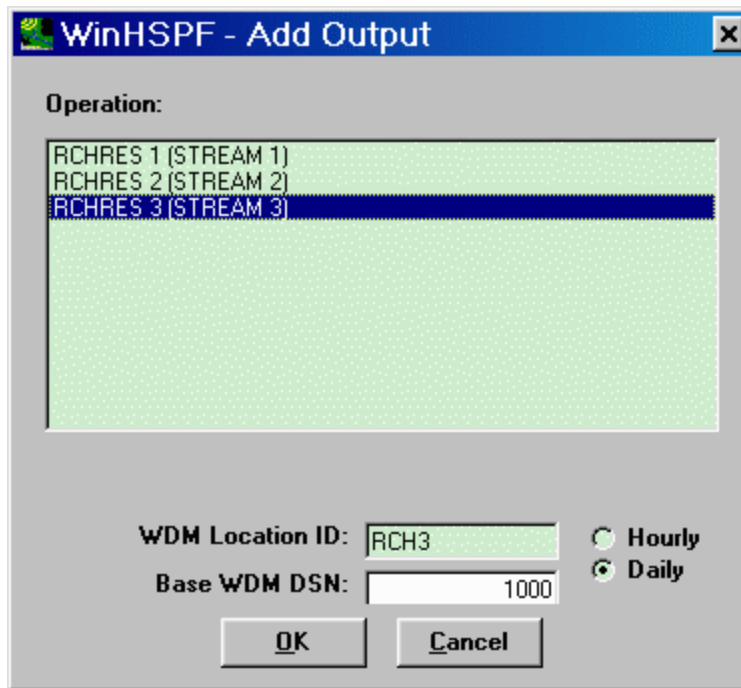 WinHSPF - Add Output
Operation:
RCHRES 1 (STREAM 1)
RCHRES 2 (STREAM 2)
RCHRES 3 (STREAM 3)
WDM Location ID: RCH3 Hourly
Base WDM DSN: 1000 Daily
OK Cancel